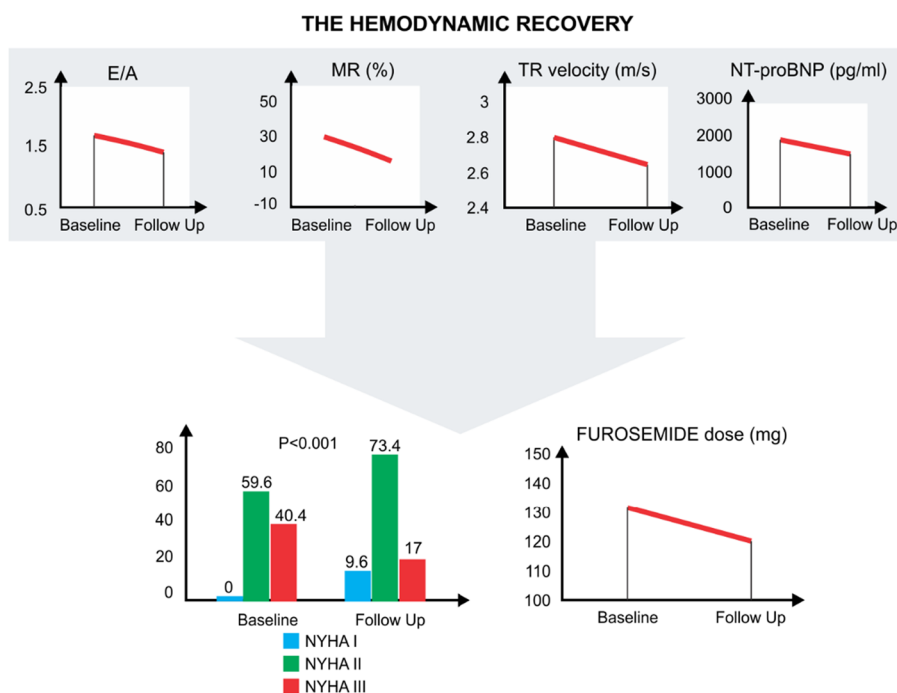 THE HEMODYNAMIC RECOVERY
E/A
2.5
1.5
0.5
Baseline Follow Up
MR (%)
50
30
10
-10
Baseline Follow Up
TR velocity (m/s)
3
2.8
2.6
2.4
Baseline Follow Up
NT-proBNP (pg/ml)
3000
2000
1000
0
Baseline Follow Up
P<0.001
80
60
40
20
0
0
59.6
40.4
9.6
73.4
17
Baseline Follow Up
NYHA I
NYHA II
NYHA III
FUROSEMIDE dose (mg)
150
140
130
120
110
100
Baseline Follow Up